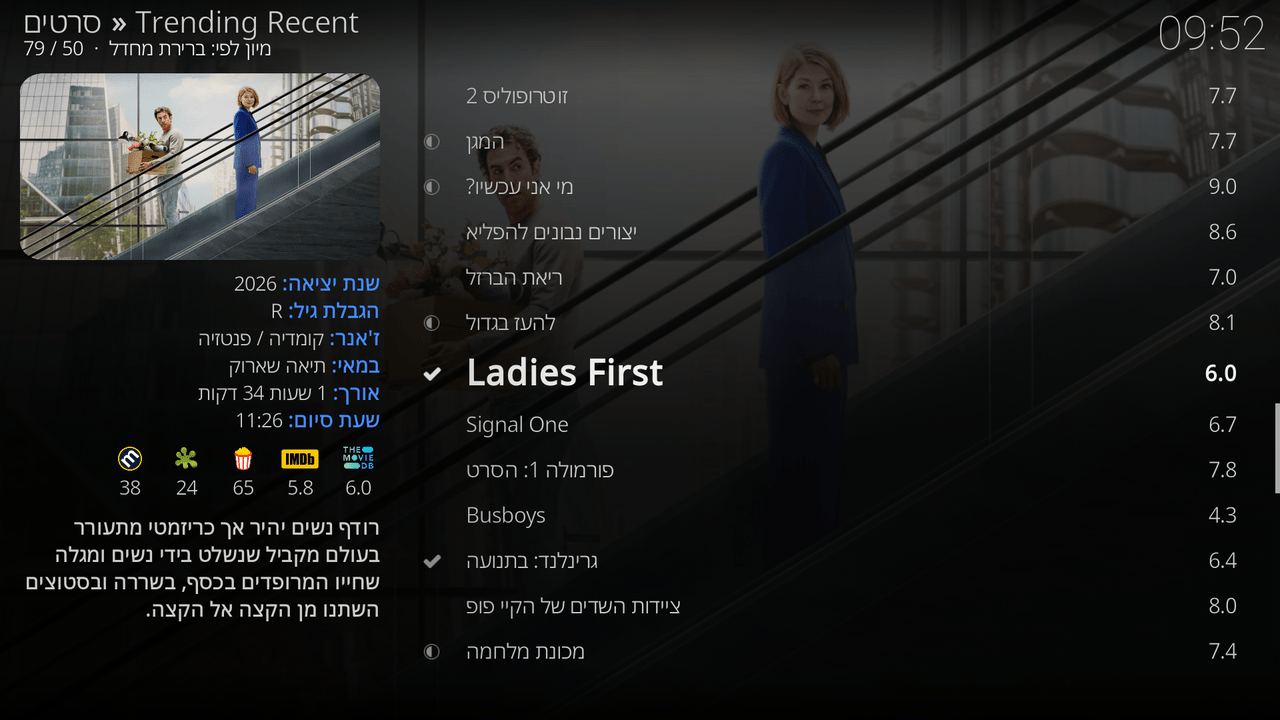 סרטים » Trending Recent
מיון לפי: ברירת מחדל · 50 / 79
09:52
שנת יציאה: 2026
הגבלת גיל: R
ז'אנר: קומדיה / פנטזיה
במאי: תיאה שארוק
אורך: 1 שעות 34 דקות
שעת סיום: 11:26
THE MOVIE DB
IMDb
m
38 24 65 5.8 6.0
רודף נשים יהיר אך כריזמטי מתעורר
בעולם מקביל שנשלט בידי נשים ומגלה
שחייו המרופדים בכסף, בשררה ובסטוצים
השתנו מן הקצה אל הקצה.
זוטרופוליס 2 7.7
המגן 7.7
מי אני עכשיו? 9.0
יצורים נבונים להפליא 8.6
ריאת הברזל 7.0
להעז בגדול 8.1
Ladies First 6.0
Signal One 6.7
פורמולה 1: הסרט 7.8
Busboys 4.3
גרינלנד: בתנועה 6.4
ציידות השדים של הקיי פופ 8.0
מכונת מלחמה 7.4